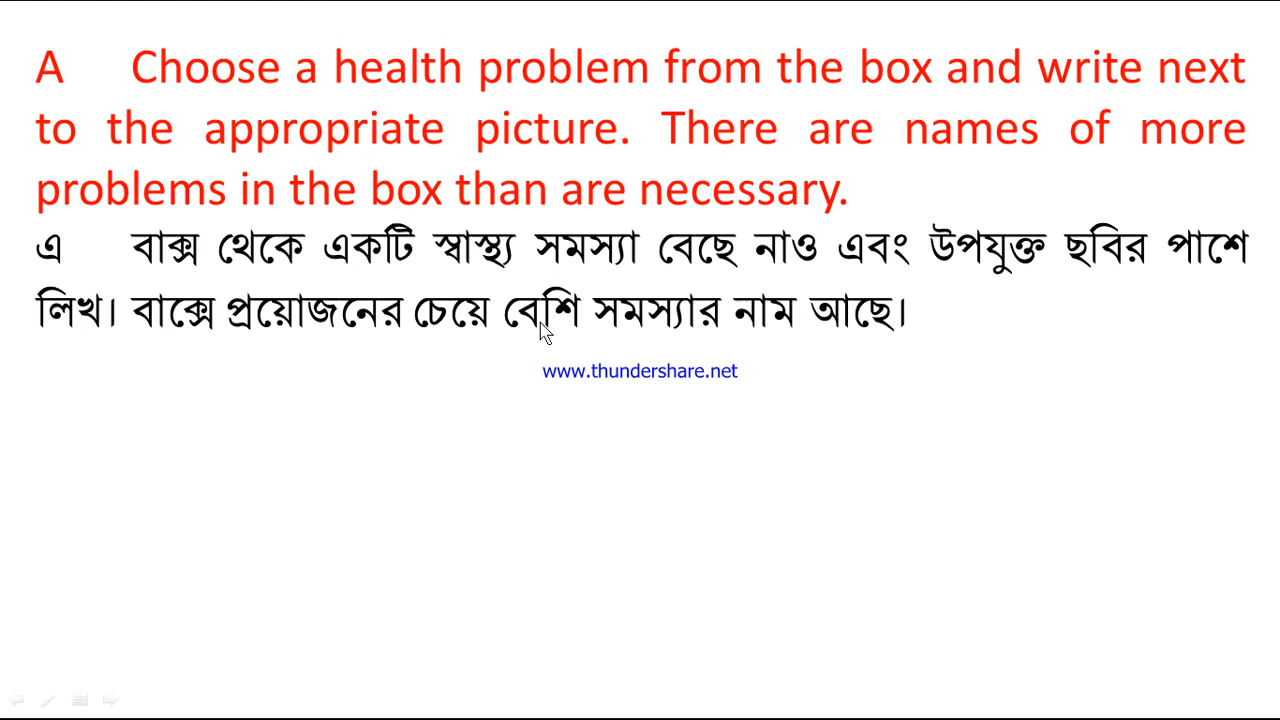 A Choose a health problem from the box and write next
to the appropriate picture. There are names of more
problems in the box than are necessary.
এ বাক্স থেকে একটি স্বাস্থ্য সমস্যা বেছে নাও এবং উপযুক্ত ছবির পাশে
লিখ। বাক্সে প্রয়োজনের চেয়ে বেশি সমস্যার নাম আছে।
www.thundershare.net